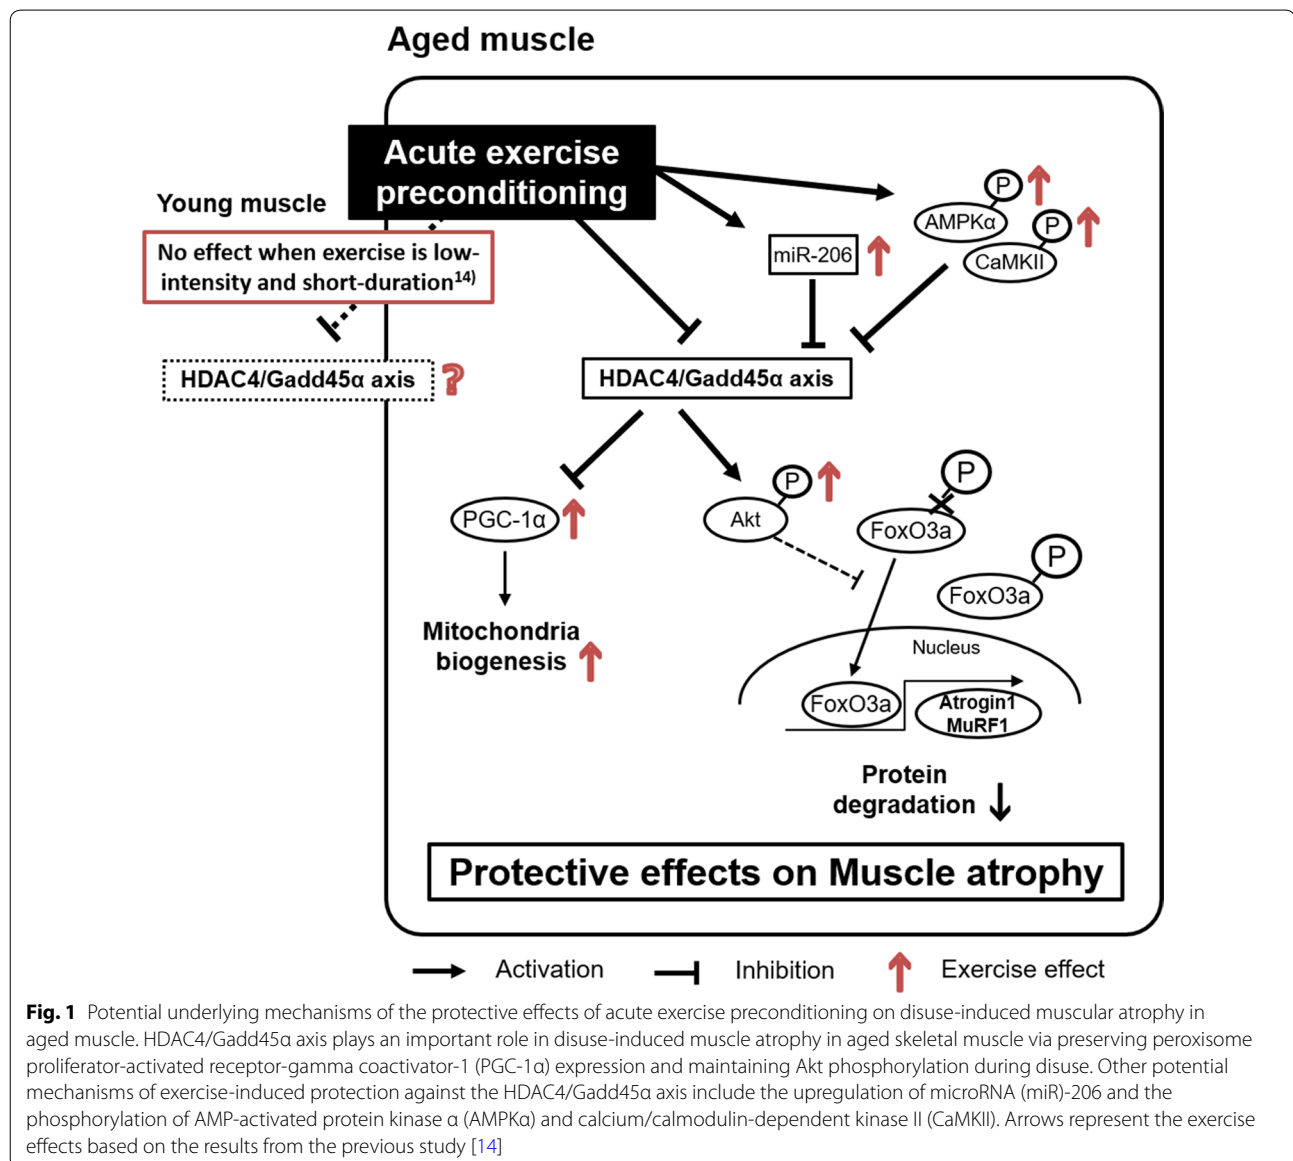 Aged muscle
Acute exercise
preconditioning
Young muscle
No effect when exercise is low-
intensity and short-duration14)
HDAC4/Gadd45α axis
?
miR-206
P
AMPKα
P
CaMKII
HDAC4/Gadd45α axis
PGC-1α
Mitochondria
biogenesis
P
Akt
P
FoxO3a
P
FoxO3a
Nucleus
FoxO3a
Atrogin1
MuRF1
Protein
degradation
Protective effects on Muscle atrophy
Activation
Inhibition
Exercise effect
Fig. 1 Potential underlying mechanisms of the protective effects of acute exercise preconditioning on disuse-induced muscular atrophy in
aged muscle. HDAC4/Gadd45α axis plays an important role in disuse-induced muscle atrophy in aged skeletal muscle via preserving peroxisome
proliferator-activated receptor-gamma coactivator-1 (PGC-1α) expression and maintaining Akt phosphorylation during disuse. Other potential
mechanisms of exercise-induced protection against the HDAC4/Gadd45α axis include the upregulation of microRNA (miR)-206 and the
phosphorylation of AMP-activated protein kinase α (AMPKα) and calcium/calmodulin-dependent kinase II (CaMKII). Arrows represent the exercise
effects based on the results from the previous study [14]